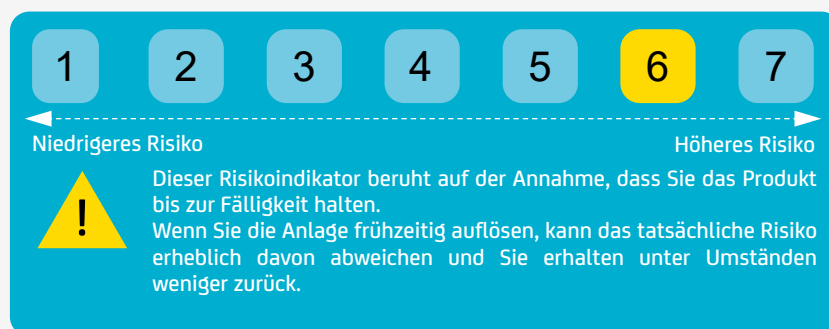 1 2 3 4 5 6 7
Niedrigeres Risiko Höheres Risiko
!
Dieser Risikoindikator beruht auf der Annahme, dass Sie das Produkt
bis zur Fälligkeit halten.
Wenn Sie die Anlage frühzeitig auflösen, kann das tatsächliche Risiko
erheblich davon abweichen und Sie erhalten unter Umständen
weniger zurück.